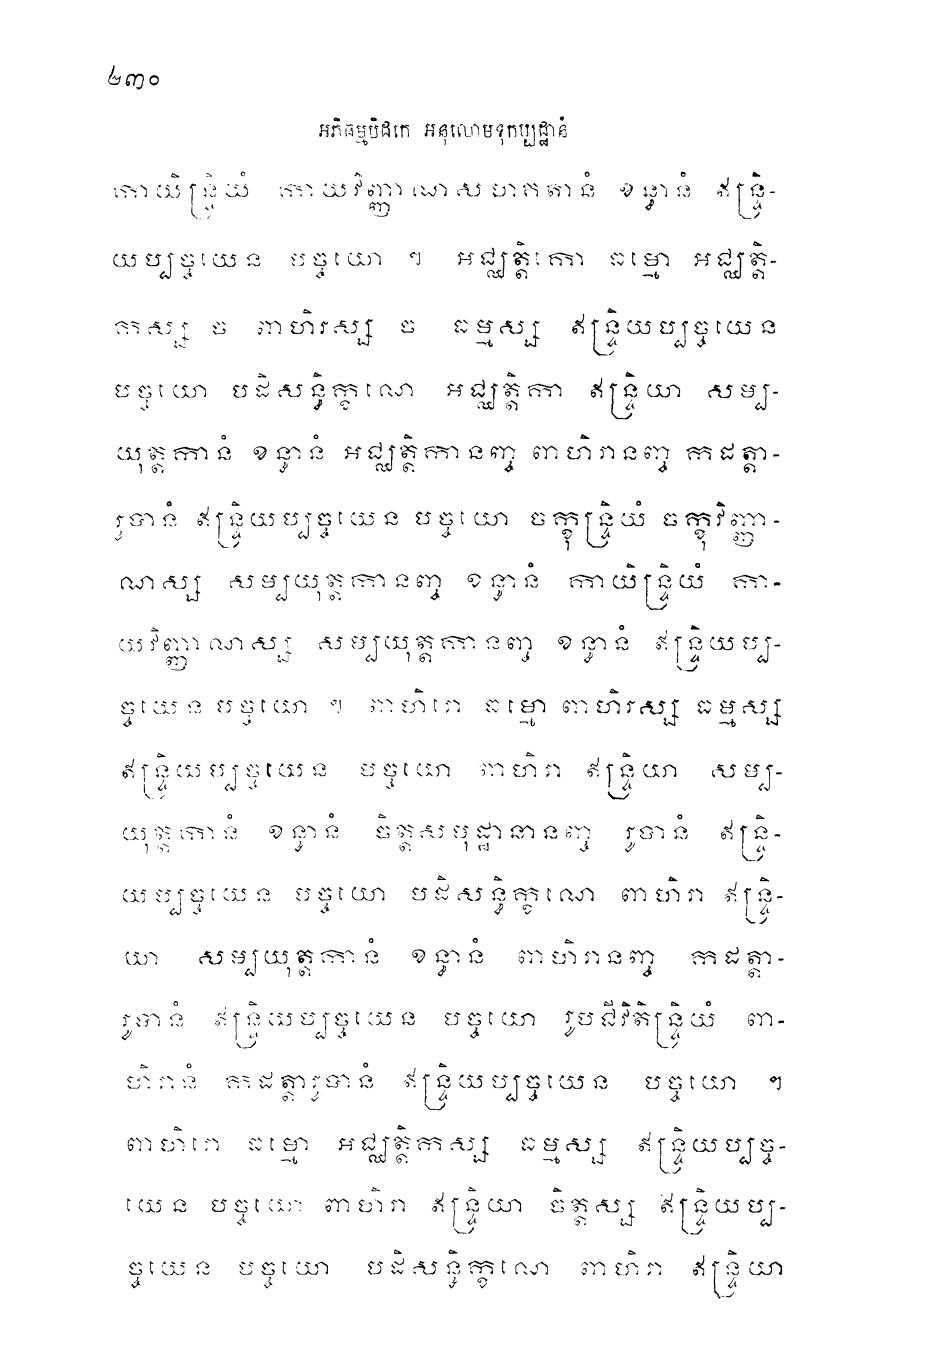 ២៣០
អភិធម្មបិដកេ អនុលោមទុកប្បដ្ឋានំ
កាយិន្ទ្រិយំ កាយវិញ្ញាណសហគតានំ ខន្ធានំ ឥន្ទ្រិ-
យប្បច្ចយេន បច្ចយោ ។ អជ្ឈត្តិកោ ធម្មោ អជ្ឈត្តិ-
កស្ស ច ពាហិរស្ស ច ធម្មស្ស ឥន្ទ្រិយប្បច្ចយេន
បច្ចយោ បដិសន្ធិក្ខណេ អជ្ឈត្តិកា ឥន្ទ្រិយា សម្ប-
យុត្តកានំ ខន្ធានំ អជ្ឈត្តិកានញ្ច ពាហិរានញ្ច កដត្តា-
រូបានំ ឥន្ទ្រិយប្បច្ចយេន បច្ចយោ ចក្ខុន្ទ្រិយំ ចក្ខុវិញ្ញា-
ណស្ស សម្បយុត្តកានញ្ច ខន្ធានំ កាយិន្ទ្រិយំ កា-
យវិញ្ញាណស្ស សម្បយុត្តកានញ្ច ខន្ធានំ ឥន្ទ្រិយប្ប-
ច្ចយេន បច្ចយោ ។ ពាហិរោ ធម្មោ ពាហិរស្ស ធម្មស្ស
ឥន្ទ្រិយប្បច្ចយេន បច្ចយោ ពាហិរា ឥន្ទ្រិយា សម្ប-
យុត្តកានំ ខន្ធានំ ចិត្តសមុដ្ឋានានញ្ច រូបានំ ឥន្ទ្រិ-
យប្បច្ចយេន បច្ចយោ បដិសន្ធិក្ខណេ ពាហិរា ឥន្ទ្រិ-
យា សម្បយុត្តកានំ ខន្ធានំ ពាហិរានញ្ច កដត្តា-
រូបានំ ឥន្ទ្រិយប្បច្ចយេន បច្ចយោ រូបជីវិតិន្ទ្រិយំ ពា-
ហិរានំ កដត្តារូបានំ ឥន្ទ្រិយប្បច្ចយេន បច្ចយោ ។
ពាហិរោ ធម្មោ អជ្ឈត្តិកស្ស ធម្មស្ស ឥន្ទ្រិយប្បច្ច-
យេន បច្ចយោ ពាហិរា ឥន្ទ្រិយា ចិត្តស្ស ឥន្ទ្រិយប្ប-
ច្ចយេន បច្ចយោ បដិសន្ធិក្ខណេ ពាហិរា ឥន្ទ្រិយា